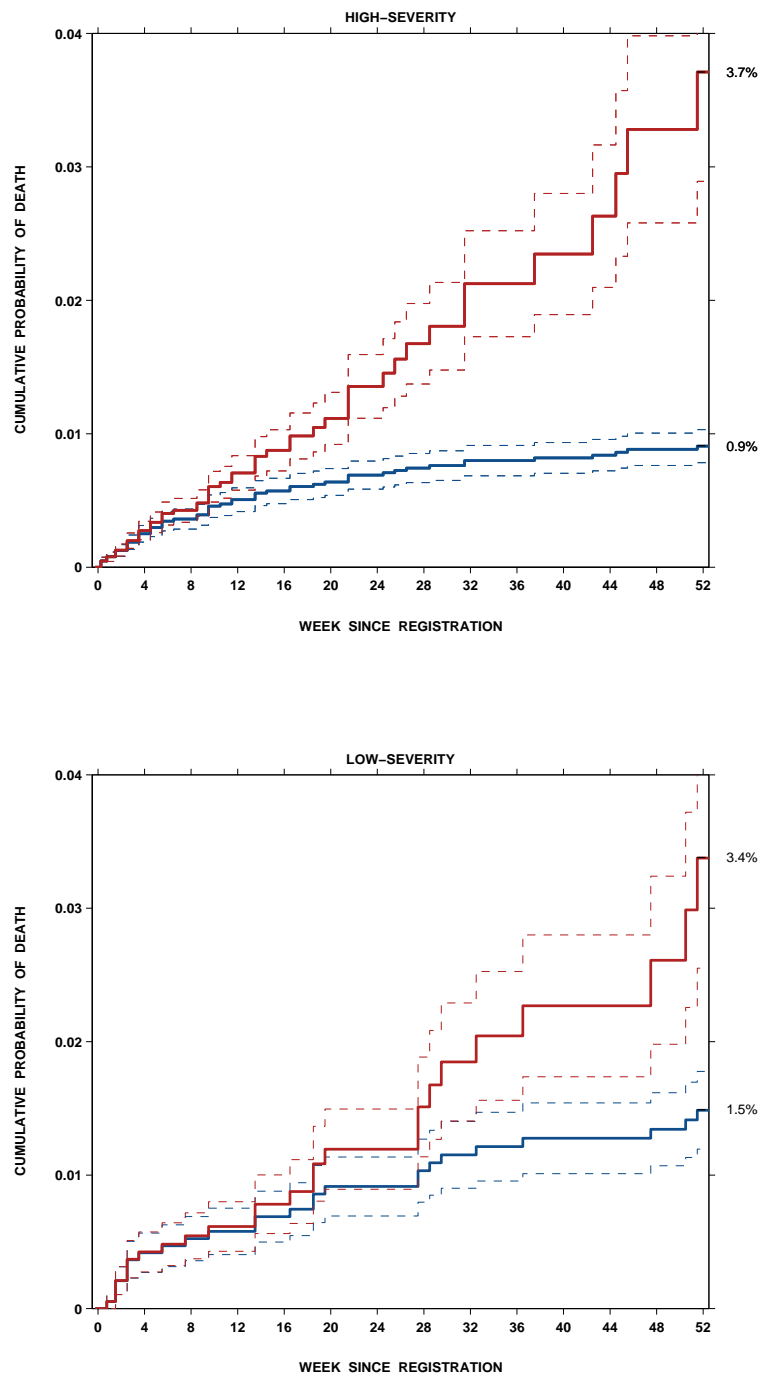 HIGH−SEVERITY
0.04
3.7%
0.03
0.02
0.01
0.9%
0
0 4 8 12 16 20 24 28 32 36 40 44 48 52
CUMULATIVE PROBABILITY OF DEATH
WEEK SINCE REGISTRATION
LOW−SEVERITY
0.04
3.4%
0.03
0.02
1.5%
0.01
0
0 4 8 12 16 20 24 28 32 36 40 44 48 52
CUMULATIVE PROBABILITY OF DEATH
WEEK SINCE REGISTRATION